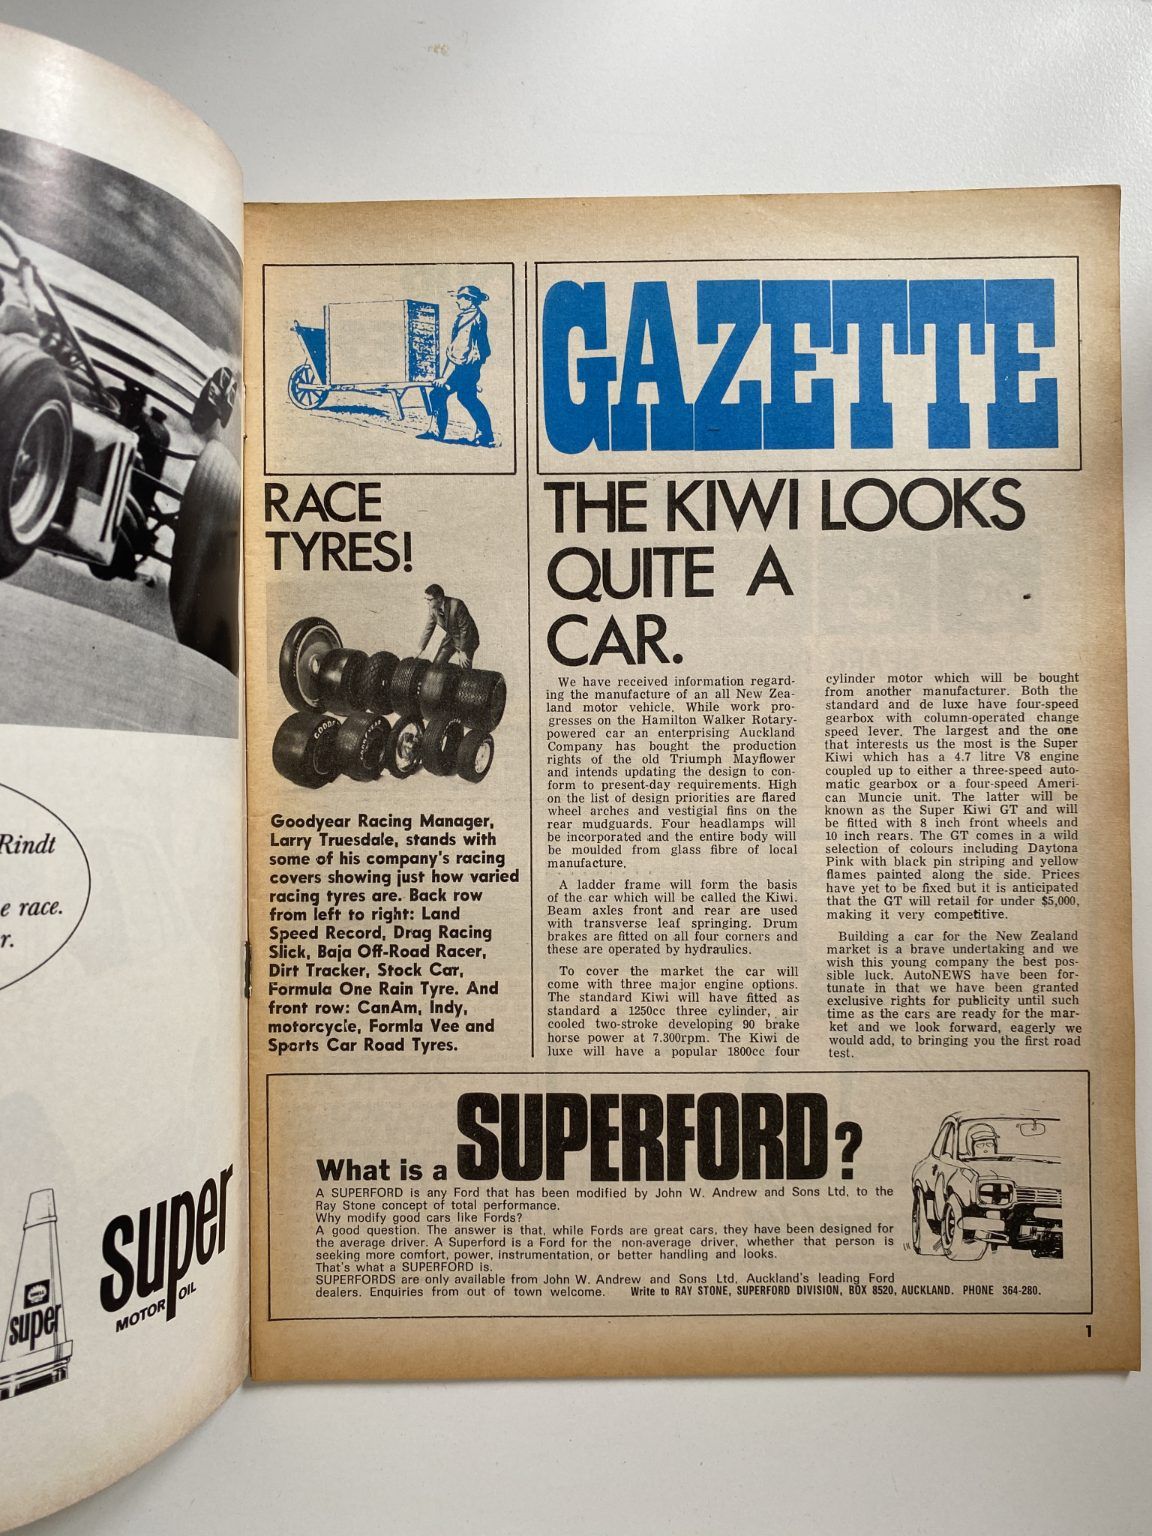 Rindt
e race.
r.
super
MOTOR OIL
super
GAZETTE
RACE
TYRES!
GOODYEAR
Goodyear Racing Manager,
Larry Truesdale, stands with
some of his company's racing
covers showing just how varied
racing tyres are. Back row
from left to right: Land
Speed Record, Drag Racing
Slick, Baja Off-Road Racer,
Dirt Tracker, Stock Car,
Formula One Rain Tyre. And
front row: CanAm, Indy,
motorcycle, Formla Vee and
Sports Car Road Tyres.
THE KIWI LOOKS
QUITE A
CAR.
We have received information regard-
ing the manufacture of an all New Zea-
land motor vehicle. While work pro-
gresses on the Hamilton Walker Rotary-
powered car an enterprising Auckland
Company has bought the production
rights of the old Triumph Mayflower
and intends updating the design to con-
form to present-day requirements. High
on the list of design priorities are flared
wheel arches and vestigial fins on the
rear mudguards. Four headlamps will
be incorporated and the entire body will
be moulded from glass fibre of local
manufacture.
A ladder frame will form the basis
of the car which will be called the Kiwi.
Beam axles front and rear are used
with transverse leaf springing. Drum
brakes are fitted on all four corners and
these are operated by hydraulics.
To cover the market the car will
come with three major engine options.
The standard Kiwi will have fitted as
standard a 1250cc three cylinder, air
cooled two-stroke developing 90 brake
horse power at 7.300rpm. The Kiwi de
luxe will have a popular 1800cc four
cylinder motor which will be bought
from another manufacturer. Both the
standard and de luxe have four-speed
gearbox with column-operated change
speed lever. The largest and the one
that interests us the most is the Super
Kiwi which has a 4.7 litre V8 engine
coupled up to either a three-speed auto-
matic gearbox or a four-speed Ameri-
can Muncie unit. The latter will be
known as the Super Kiwi GT and will
be fitted with 8 inch front wheels and
10 inch rears. The GT comes in a wild
selection of colours including Daytona
Pink with black pin striping and yellow
flames painted along the side. Prices
have yet to be fixed but it is anticipated
that the GT will retail for under $5,000,
making it very competitive.
Building a car for the New Zealand
market is a brave undertaking and we
wish this young company the best pos-
sible luck. AutoNEWS have been for-
tunate in that we have been granted
exclusive rights for publicity until such
time as the cars are ready for the mar-
ket and we look forward, eagerly we
would add, to bringing you the first road
test.
What is a SUPERFORD?
A SUPERFORD is any Ford that has been modified by John W. Andrew and Sons Ltd, to the
Ray Stone concept of total performance.
Why modify good cars like Fords?
A good question. The answer is that, while Fords are great cars, they have been designed for
the average driver. A Superford is a Ford for the non-average driver, whether that person is
seeking more comfort, power, instrumentation, or better handling and looks.
That's what a SUPERFORD is.
SUPERFORDS are only available from John W. Andrew and Sons Ltd, Auckland's leading Ford
dealers. Enquiries from out of town welcome. Write to RAY STONE, SUPERFORD DIVISION, BOX 8520, AUCKLAND. PHONE 364-280.
1